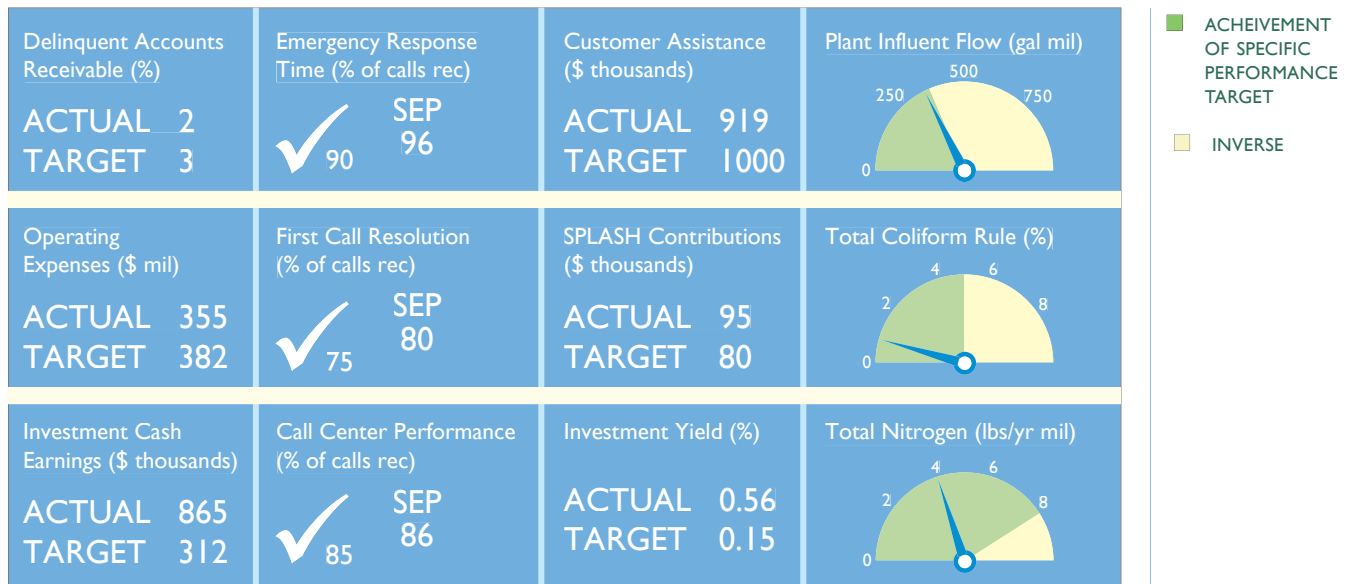 Delinquent Accounts
Receivable (%)
ACTUAL 2
TARGET 3
Emergency Response
Time (% of calls rec)
SEP
96
90
Customer Assistance
($ thousands)
ACTUAL 919
TARGET 1000
Plant Influent Flow (gal mil)
500
250
750
0
Operating
Expenses ($ mil)
ACTUAL 355
TARGET 382
First Call Resolution
(% of calls rec)
SEP
80
75
SPLASH Contributions
($ thousands)
ACTUAL 95
TARGET 80
Total Coliform Rule (%)
4 6
2 8
0
Investment Cash
Earnings ($ thousands)
ACTUAL 865
TARGET 312
Call Center Performance
(% of calls rec)
SEP
86
85
Investment Yield (%)
ACTUAL 0.56
TARGET 0.15
Total Nitrogen (lbs/yr mil)
4 6
2 8
0
ACHEIVEMENT
OF SPECIFIC
PERFORMANCE
TARGET
INVERSE